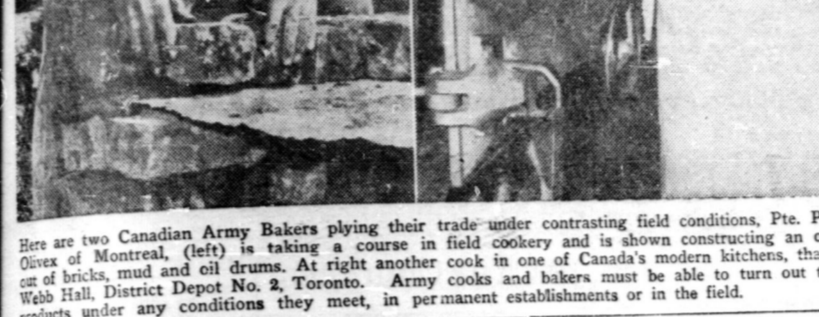 Here are two Canadian Army Bakers plying their trade under contrasting field conditions, Pte. P
Olivex of Montreal, (left) is taking a course in field cookery and is shown constructing an
out of bricks, mud and oil drums. At right another cook in one of Canada's modern kitchens,
Webb Hall, District Depot No. 2, Toronto. Army cooks and bakers must be able to turn out
products under any conditions they meet, in permanent establishments or in the field.